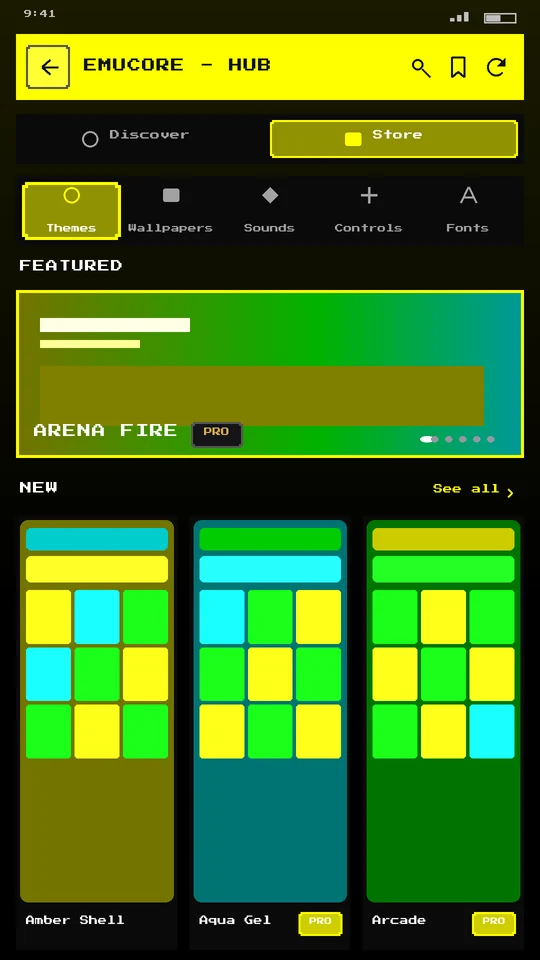 9:41
EMUCORE - HUB
Discover
Store
Themes
Wallpapers
Sounds
Controls
Fonts
FEATURED
ARENA FIRE
PRO
NEW
See all
Amber Shell
Aqua Gel
PRO
Arcade
PRO